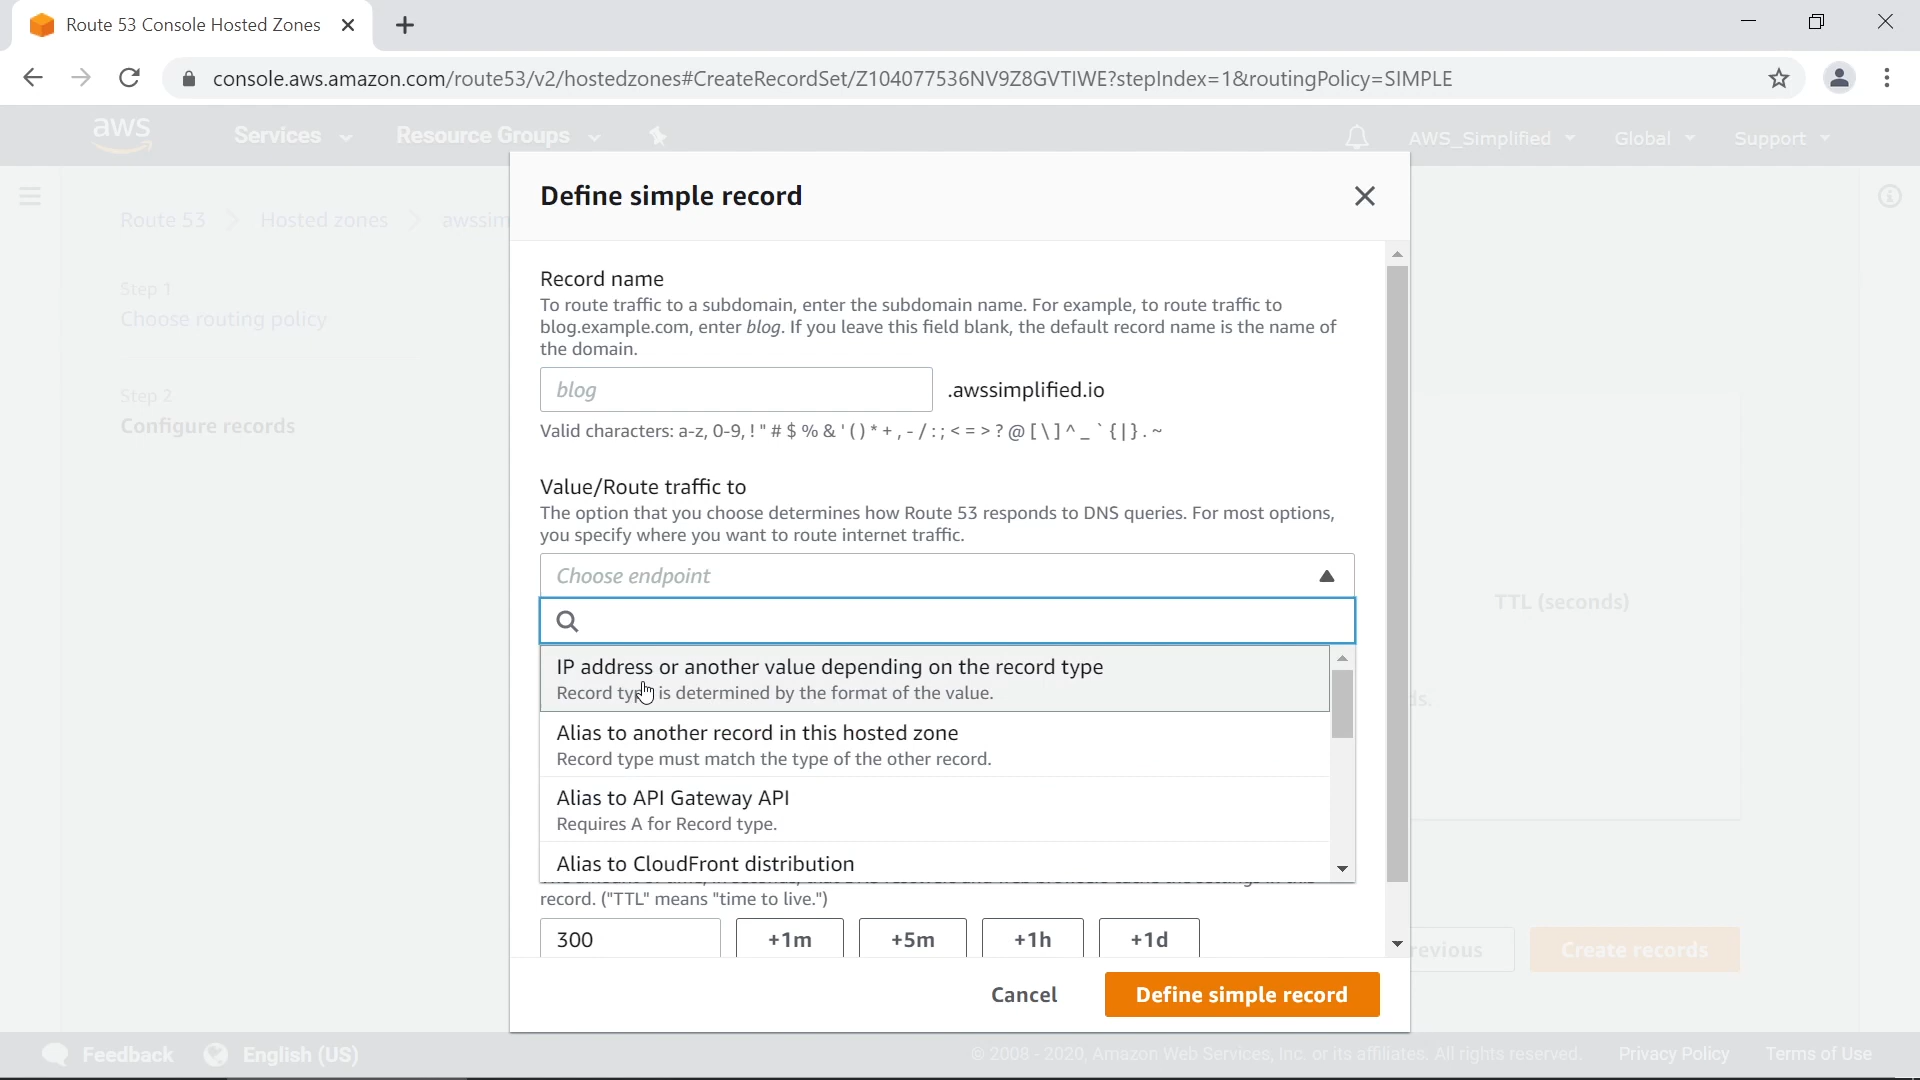 Route 53 Console Hosted Zones
console.aws.amazon.com/route53/v2/hostedzones#CreateRecordSet/Z104077536NV9Z8GVTIWE?stepIndex=1&routingPolicy=SIMPLE
aws Services Resource Groups AWS_Simplified Global Support
Route 53 Hosted zones awssim
Step 1
Choose routing policy
Step 2
Configure records
Define simple record
Record name
To route traffic to a subdomain, enter the subdomain name. For example, to route traffic to
blog.example.com, enter blog. If you leave this field blank, the default record name is the name of
the domain.
blog .awssimplified.io
Valid characters: a-z, 0-9, ! " # $ % & ' ( ) * + , - / : ; < = > ? @ [ \ ] ^ _ ` { | } . ~
Value/Route traffic to
The option that you choose determines how Route 53 responds to DNS queries. For most options,
you specify where you want to route internet traffic.
Choose endpoint
IP address or another value depending on the record type
Record type is determined by the format of the value.
Alias to another record in this hosted zone
Record type must match the type of the other record.
Alias to API Gateway API
Requires A for Record type.
Alias to CloudFront distribution
record. ("TTL" means "time to live.")
300 +1m +5m +1h +1d
Cancel Define simple record
TTL (seconds)
ds.
revious Create records
Feedback English (US) © 2008 - 2020, Amazon Web Services, Inc. or its affiliates. All rights reserved. Privacy Policy Terms of Use